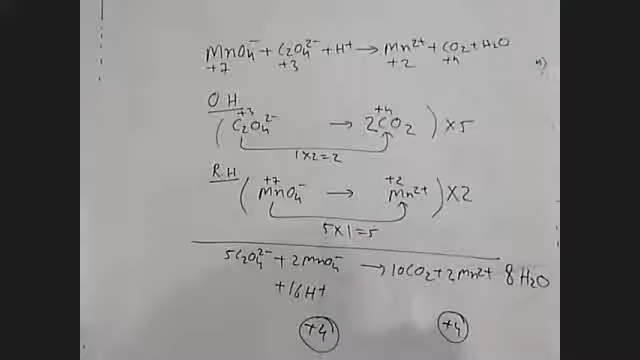 MnO4⁻ + C2O4²⁻ + H⁺ → Mn²⁺ + CO2 + H2O
+7 +3 +2 +4
OH
+3 +4
(C2O4²⁻ → 2CO2) ×5
1×2=2
RH
+7 +2
(MnO4⁻ → Mn²⁺) ×2
5×1=5
5C2O4²⁻ + 2MnO4⁻ → 10CO2 + 2Mn²⁺ 8H2O
+16H⁺
+4 +4